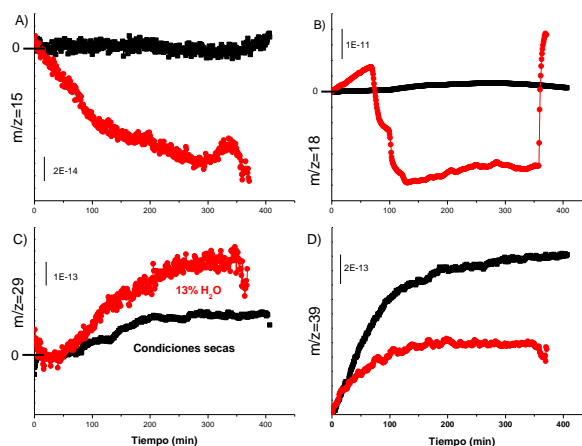 A)
B)
0
m/z=15
2E-14
0 100 200 300 400
0
m/z=18
1E-11
0 100 200 300 400
C)
D)
0
m/z=29
1E-13
13% H2O
Condiciones secas
0 100 200 300 400
Tiempo (min)
m/z=39
2E-13
0 100 200 300 400
Tiempo (min)